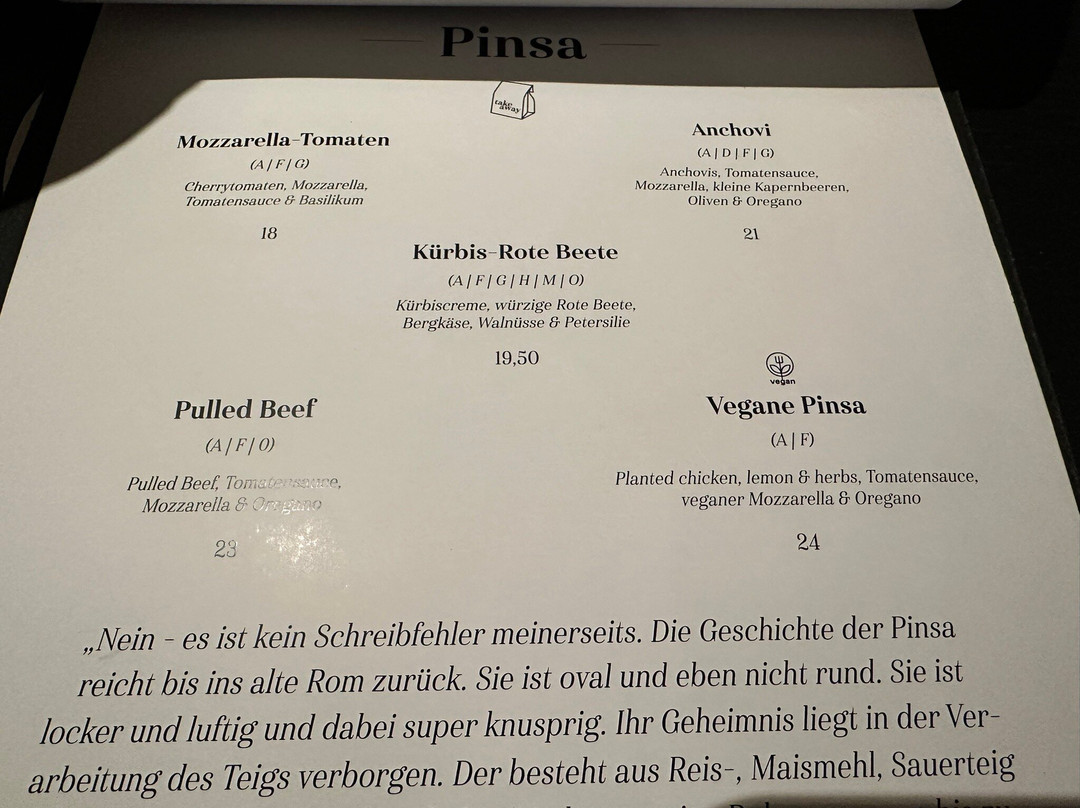 Pinsa
take
away
Mozzarella-Tomaten
(A/F/G)
Cherrytomaten, Mozzarella,
Tomatensauce & Basilikum
18
Anchovi
(A|D|F|G)
Anchovis, Tomatensauce,
Mozzarella, kleine Kapernbeeren,
Oliven & Oregano
21
Kürbis-Rote Beete
(A/F/G/H/M/O)
Kürbiscreme, würzige Rote Beete,
Bergkäse, Walnüsse & Petersilie
19,50
Pulled Beef
(A/F/O)
Pulled Beef, Tomatensauce,
Mozzarella & Oregano
23
vegan
Vegane Pinsa
(A|F)
Planted chicken, lemon & herbs, Tomatensauce,
veganer Mozzarella & Oregano
24
„Nein - es ist kein Schreibfehler meinerseits. Die Geschichte der Pinsa
reicht bis ins alte Rom zurück. Sie ist oval und eben nicht rund. Sie ist
locker und luftig und dabei super knusprig. Ihr Geheimnis liegt in der Ver-
arbeitung des Teigs verborgen. Der besteht aus Reis-, Maismehl, Sauerteig